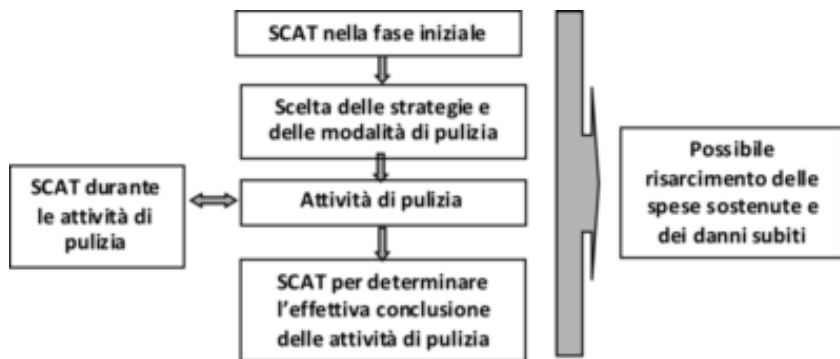 SCAT nella fase iniziale
Scelta delle strategie e
delle modalità di pulizia
SCAT durante
le attività di
pulizia
Attività di pulizia
SCAT per determinare
l'effettiva conclusione
delle attività di pulizia
Possibile
risarcimento delle
spese sostenute e
dei danni subiti